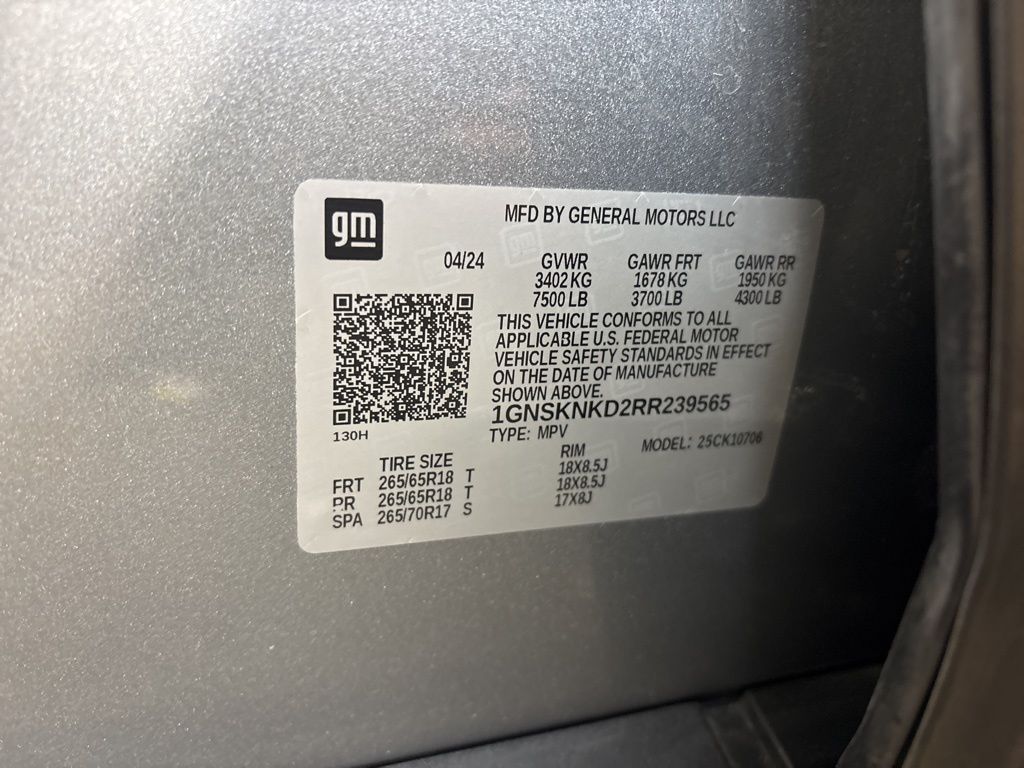 gm
MFD BY GENERAL MOTORS LLC
04/24 GVWR GAWR FRT GAWR RR
3402 KG 1678 KG 1950 KG
7500 LB 3700 LB 4300 LB
THIS VEHICLE CONFORMS TO ALL
APPLICABLE U.S. FEDERAL MOTOR
VEHICLE SAFETY STANDARDS IN EFFECT
ON THE DATE OF MANUFACTURE
SHOWN ABOVE.
1GNSKNKD2RR239565
130H
TYPE: MPV MODEL: 25CK10706
TIRE SIZE RIM
FRT 265/65R18 T 18X8.5J
RR 265/65R18 T 18X8.5J
SPA 265/70R17 S 17X8J